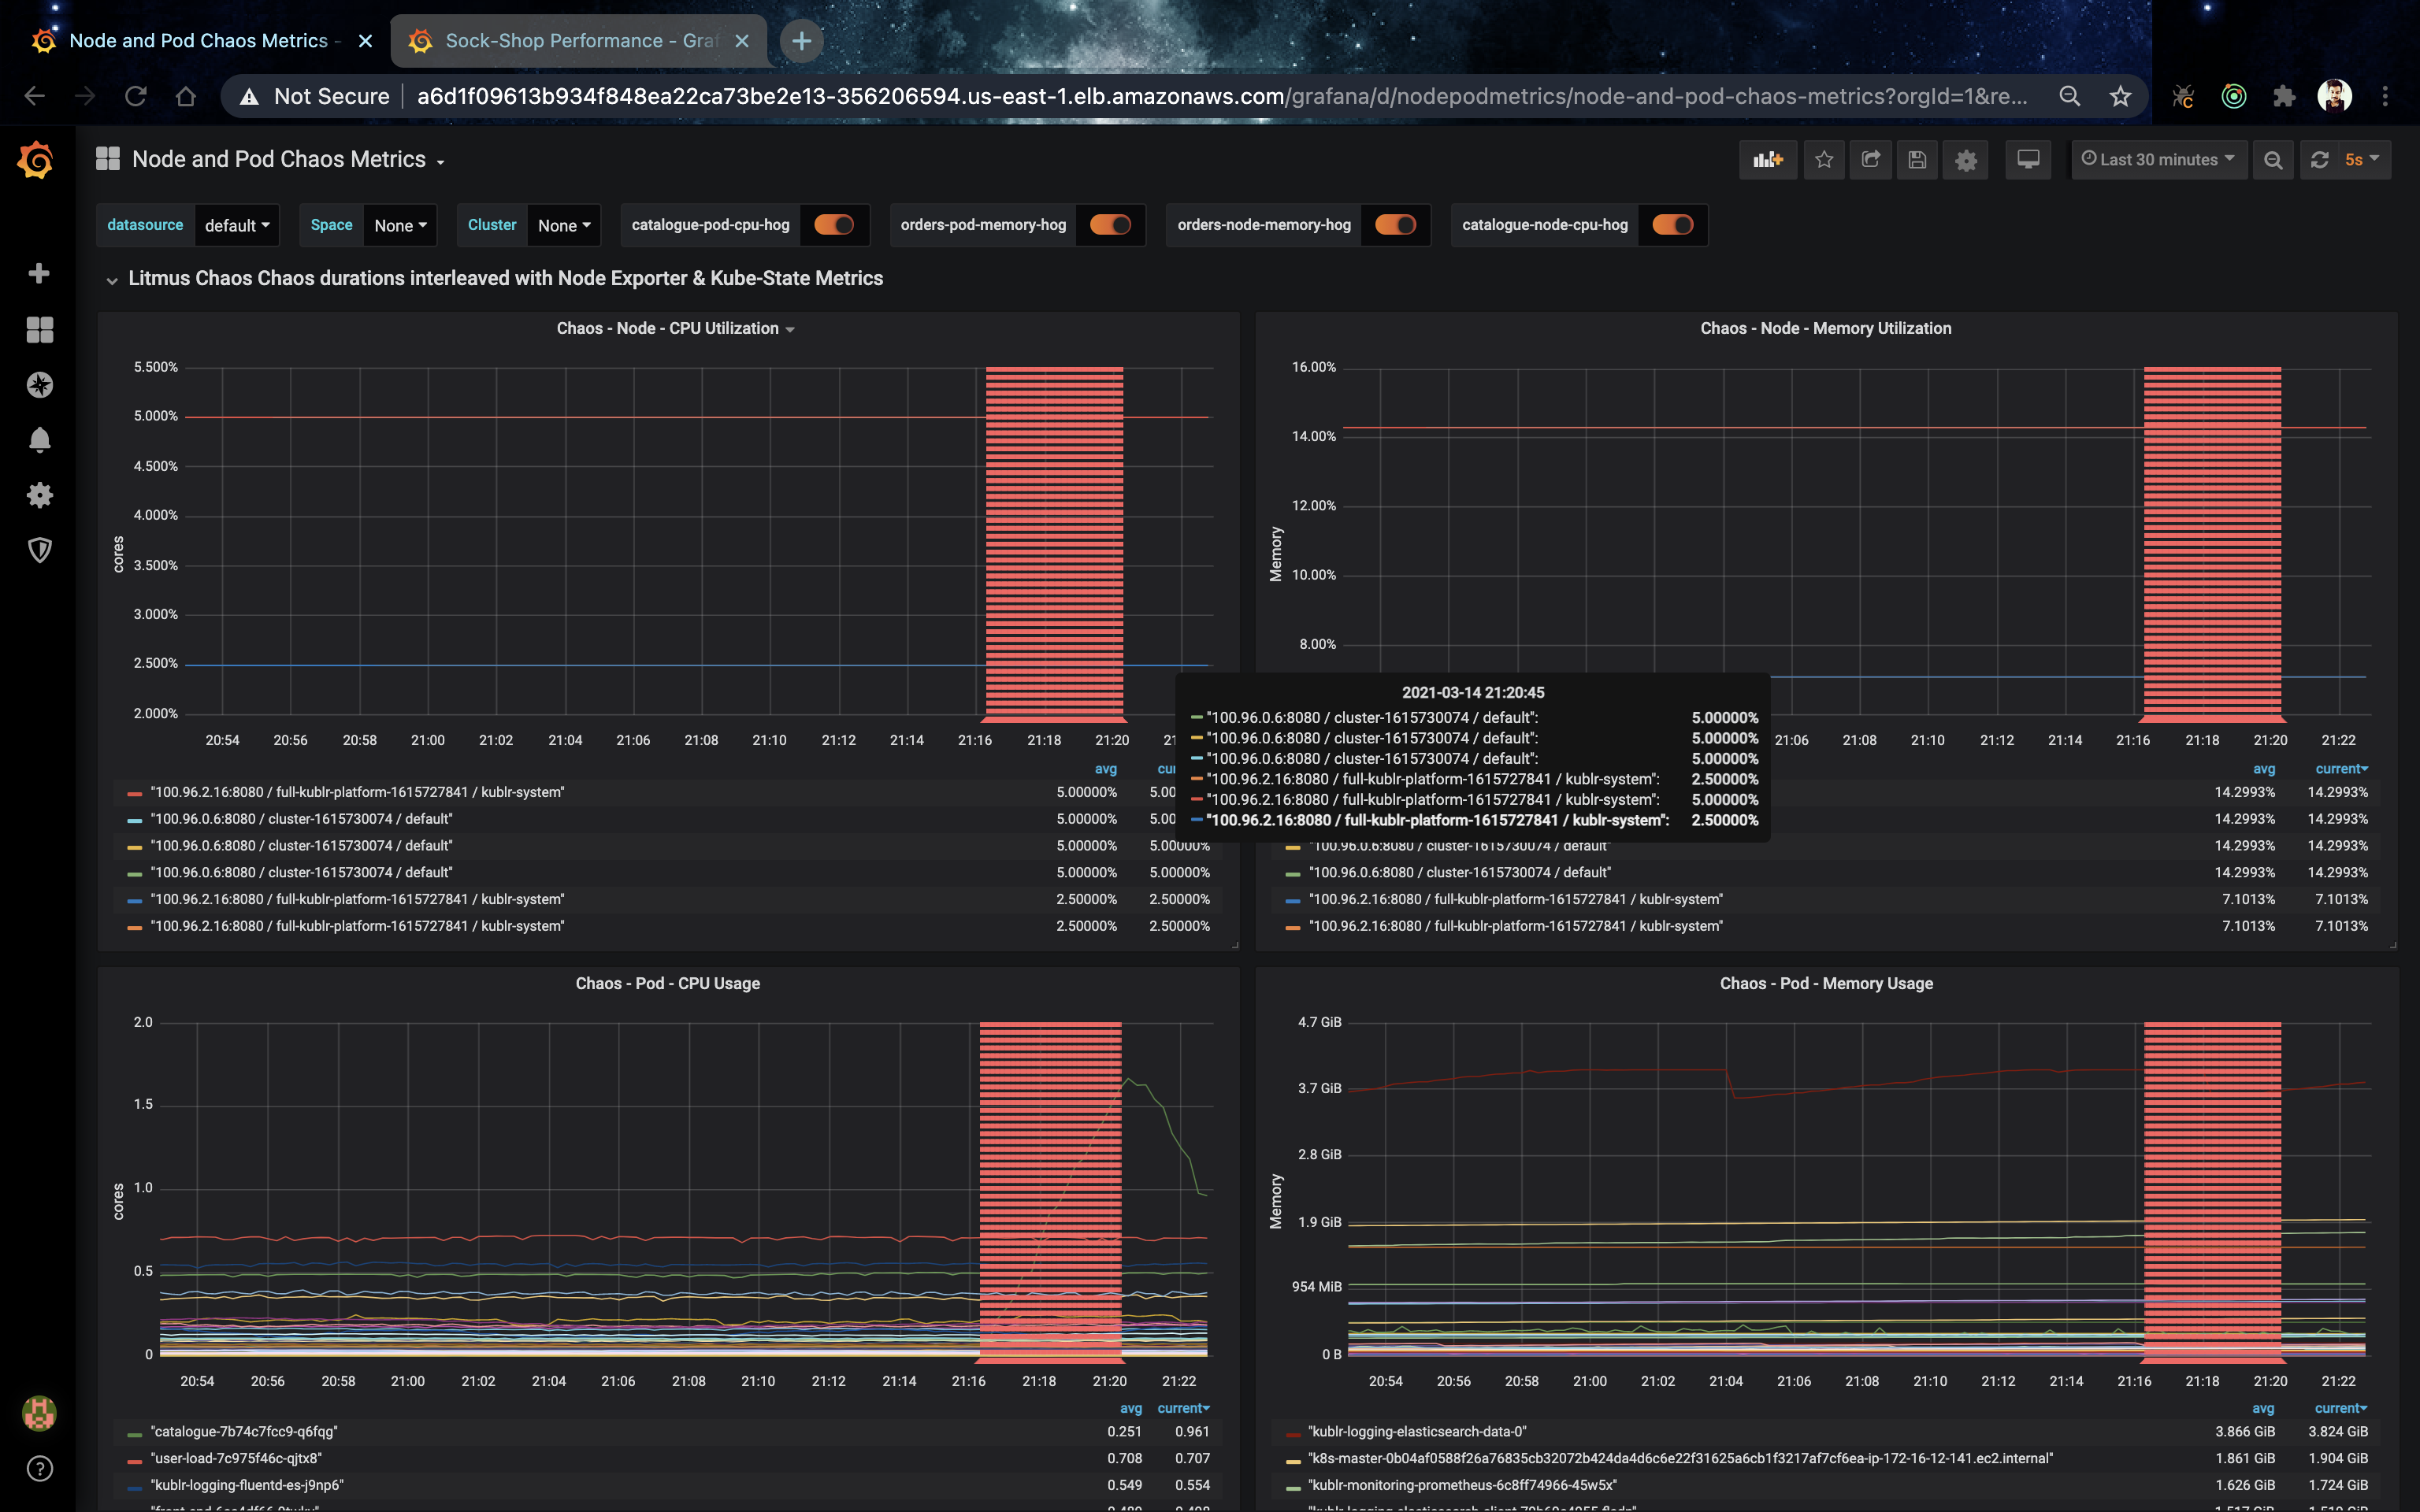 Node and Pod Chaos Metrics -
Sock-Shop Performance - Graf
Not Secure
a6d1f09613b934f848ea22ca73be2e13-356206594.us-east-1.elb.amazonaws.com/grafana/d/nodepodmetrics/node-and-pod-chaos-metrics?orgId=1&re...
Node and Pod Chaos Metrics
Last 30 minutes
5s
datasource default Space None Cluster None catalogue-pod-cpu-hog orders-pod-memory-hog orders-node-memory-hog catalogue-node-cpu-hog
Litmus Chaos Chaos durations interleaved with Node Exporter & Kube-State Metrics
Chaos - Node - CPU Utilization
5.500%
5.000%
4.500%
4.000%
3.500%
3.000%
2.500%
2.000%
cores
20:54 20:56 20:58 21:00 21:02 21:04 21:06 21:08 21:10 21:12 21:14 21:16 21:18 21:20
avg
"100.96.2.16:8080 / full-kublr-platform-1615727841 / kublr-system" 5.00000% 5.00
"100.96.0.6:8080 / cluster-1615730074 / default" 5.00000% 5.00
"100.96.0.6:8080 / cluster-1615730074 / default" 5.00000% 5.00000%
"100.96.0.6:8080 / cluster-1615730074 / default" 5.00000% 5.00000%
"100.96.2.16:8080 / full-kublr-platform-1615727841 / kublr-system" 2.50000% 2.50000%
"100.96.2.16:8080 / full-kublr-platform-1615727841 / kublr-system" 2.50000% 2.50000%
Chaos - Node - Memory Utilization
16.00%
14.00%
12.00%
10.00%
8.00%
Memory
21:06 21:08 21:10 21:12 21:14 21:16 21:18 21:20 21:22
avg current
14.2993% 14.2993%
14.2993% 14.2993%
"100.96.0.6:8080 / cluster-1615730074 / default" 14.2993% 14.2993%
"100.96.0.6:8080 / cluster-1615730074 / default" 14.2993% 14.2993%
"100.96.2.16:8080 / full-kublr-platform-1615727841 / kublr-system" 7.1013% 7.1013%
"100.96.2.16:8080 / full-kublr-platform-1615727841 / kublr-system" 7.1013% 7.1013%
2021-03-14 21:20:45
"100.96.0.6:8080 / cluster-1615730074 / default": 5.00000%
"100.96.0.6:8080 / cluster-1615730074 / default": 5.00000%
"100.96.0.6:8080 / cluster-1615730074 / default": 5.00000%
"100.96.2.16:8080 / full-kublr-platform-1615727841 / kublr-system": 2.50000%
"100.96.2.16:8080 / full-kublr-platform-1615727841 / kublr-system": 5.00000%
"100.96.2.16:8080 / full-kublr-platform-1615727841 / kublr-system": 2.50000%
Chaos - Pod - CPU Usage
2.0
1.5
1.0
0.5
0
cores
20:54 20:56 20:58 21:00 21:02 21:04 21:06 21:08 21:10 21:12 21:14 21:16 21:18 21:20 21:22
avg current
"catalogue-7b74c7fcc9-q6fqg" 0.251 0.961
"user-load-7c975f46c-qjtx8" 0.708 0.707
"kublr-logging-fluentd-es-j9np6" 0.549 0.554
Chaos - Pod - Memory Usage
4.7 GiB
3.7 GiB
2.8 GiB
1.9 GiB
954 MiB
0 B
Memory
20:54 20:56 20:58 21:00 21:02 21:04 21:06 21:08 21:10 21:12 21:14 21:16 21:18 21:20 21:22
avg current
"kublr-logging-elasticsearch-data-0" 3.866 GiB 3.824 GiB
"k8s-master-0b04af0588f26a76835cb32072b424da4d6c6e22f31625a6cb1f3217af7cf6ea-ip-172-16-12-141.ec2.internal" 1.861 GiB 1.904 GiB
"kublr-monitoring-prometheus-6c8ff74966-45w5x" 1.626 GiB 1.724 GiB